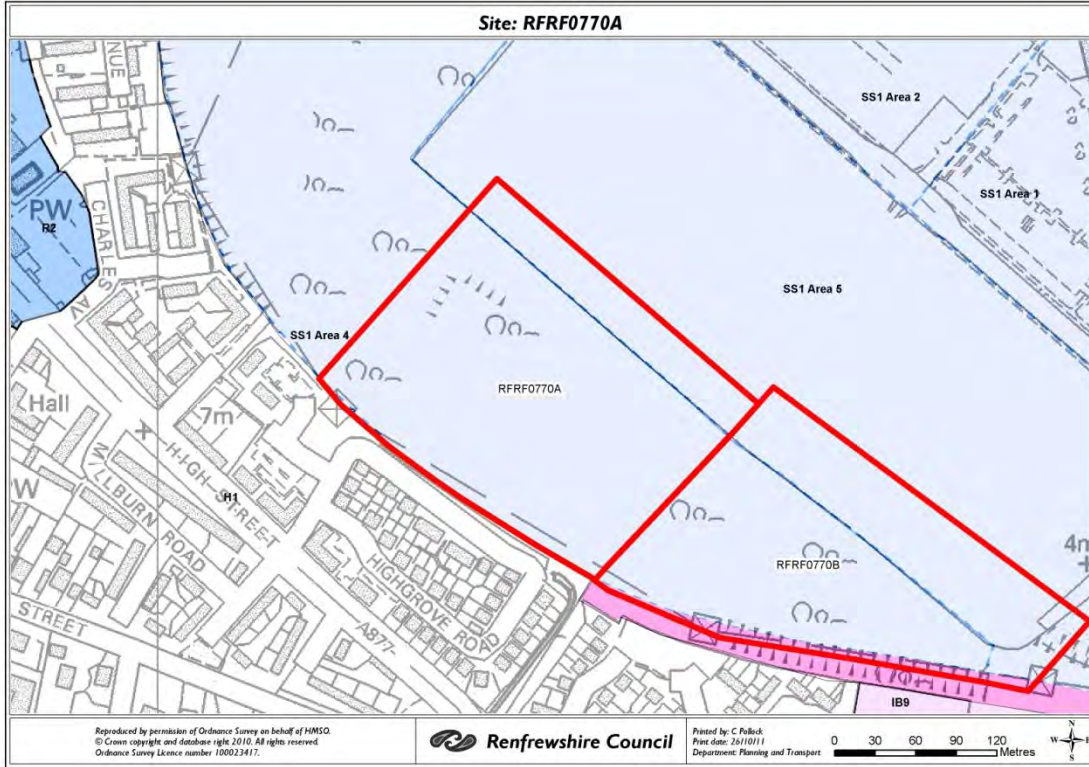 Site: RFRF0770A
NUE
PW
R2
CHARLES AV
SS1 Area 2
SS1 Area 1
SS1 Area 5
SS1 Area 4
RFRF0770A
Hall
7m
HIGH STREET
H1
MILLBURN ROAD
W
HIGHGROVE ROAD
STREET
A877
RFRF0770B
4m
IB9
Reproduced by permission of Ordnance Survey on behalf of HMSO.
© Crown copyright and database right 2010. All rights reserved.
Ordnance Survey Licence number 100023417.
Renfrewshire Council
Printed by: C Pollock
Print date: 26/10/11
Department: Planning and Transport
0 30 60 90 120
Metres
N
W E
S